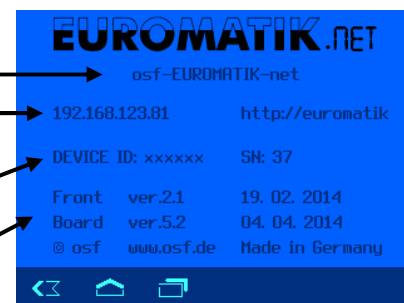 EUROMATIK.NET
osf-EUROMATIK-net
192.168.123.81 http://euromatik
DEVICE ID: xxxxxx SN: 37
Front ver.2.1 19. 02. 2014
Board ver.5.2 04. 04. 2014
© osf www.osf.de Made in Germany